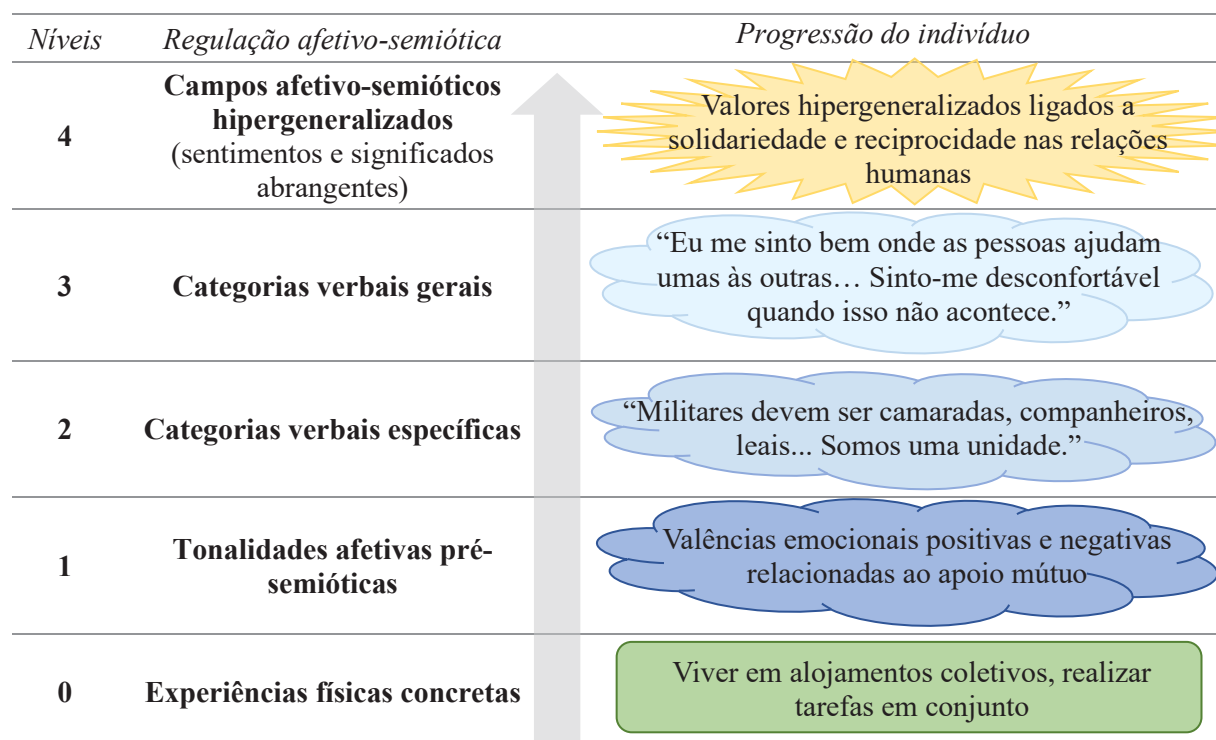 Níveis Regulação afetivo-semiótica Progressão do indivíduo
4
Campos afetivo-semióticos
hipergeneralizados
(sentimentos e significados
abrangentes)
Valores hipergeneralizados ligados a
solidariedade e reciprocidade nas relações
humanas
3
Categorias verbais gerais
“Eu me sinto bem onde as pessoas ajudam
umas às outras… Sinto-me desconfortável
quando isso não acontece.”
2
Categorias verbais específicas
“Militares devem ser camaradas, companheiros,
leais... Somos uma unidade.”
1
Tonalidades afetivas pré-
semióticas
Valências emocionais positivas e negativas
relacionadas ao apoio mútuo
0
Experiências físicas concretas
Viver em alojamentos coletivos, realizar
tarefas em conjunto